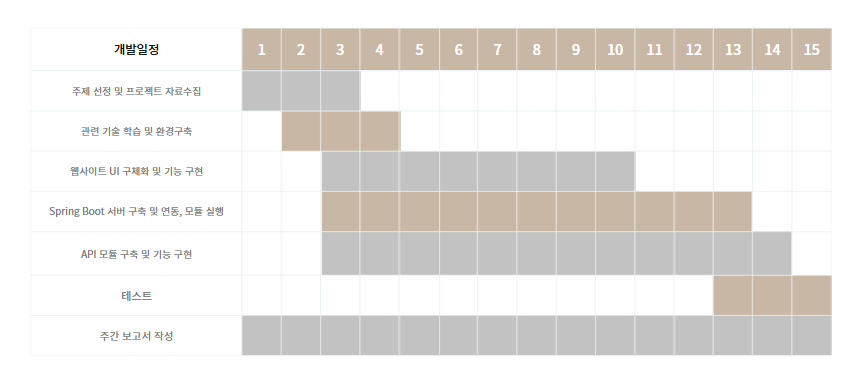 개발일정 1 2 3 4 5 6 7 8 9 10 11 12 13 14 15
주제 선정 및 프로젝트 자료수집
관련 기술 학습 및 환경구축
웹사이트 UI 구체화 및 기능 구현
Spring Boot 서버 구축 및 연동, 모듈 실행
API 모듈 구축 및 기능 구현
테스트
주간 보고서 작성